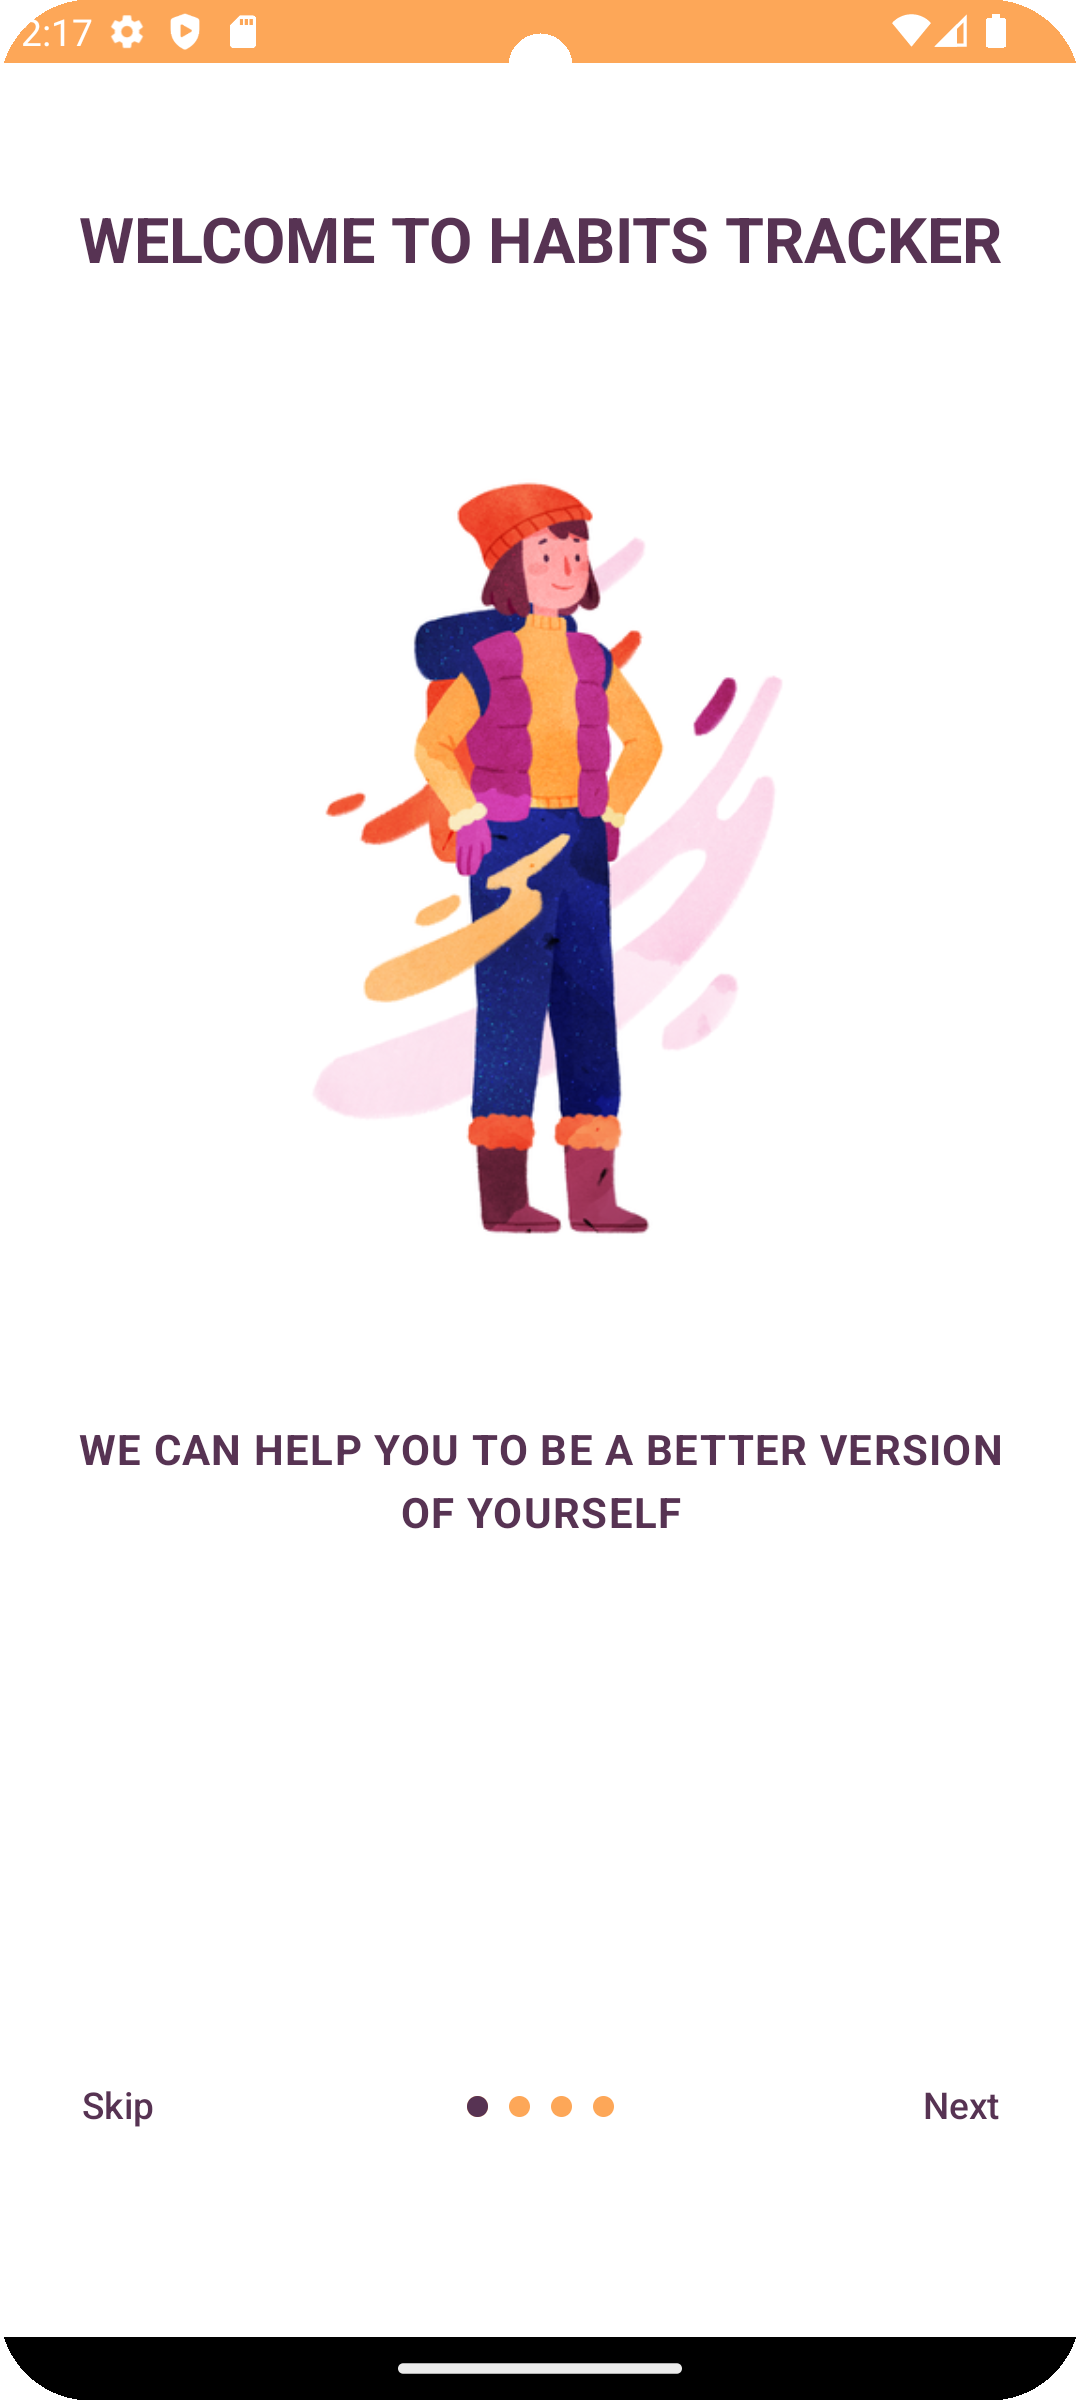 2:17
WELCOME TO HABITS TRACKER
WE CAN HELP YOU TO BE A BETTER VERSION
OF YOURSELF
Skip
Next